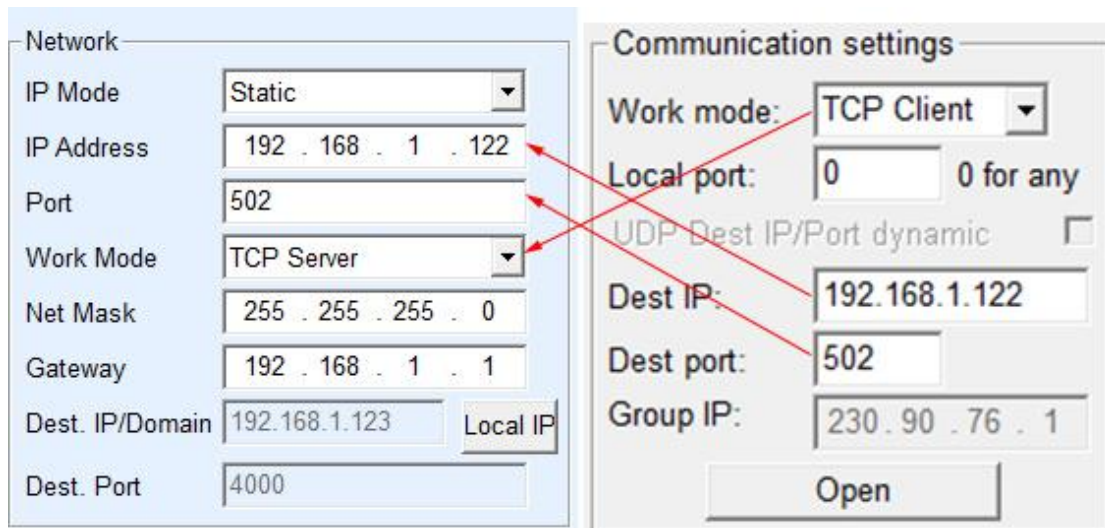 Network
IP Mode Static
IP Address 192 . 168 . 1 . 122
Port 502
Work Mode TCP Server
Net Mask 255 . 255 . 255 . 0
Gateway 192 . 168 . 1 . 1
Dest. IP/Domain 192.168.1.123 Local IP
Dest. Port 4000
Communication settings
Work mode: TCP Client
Local port: 0 0 for any
UDP Dest IP/Port dynamic
Dest IP: 192.168.1.122
Dest port: 502
Group IP: 230 . 90 . 76 . 1
Open